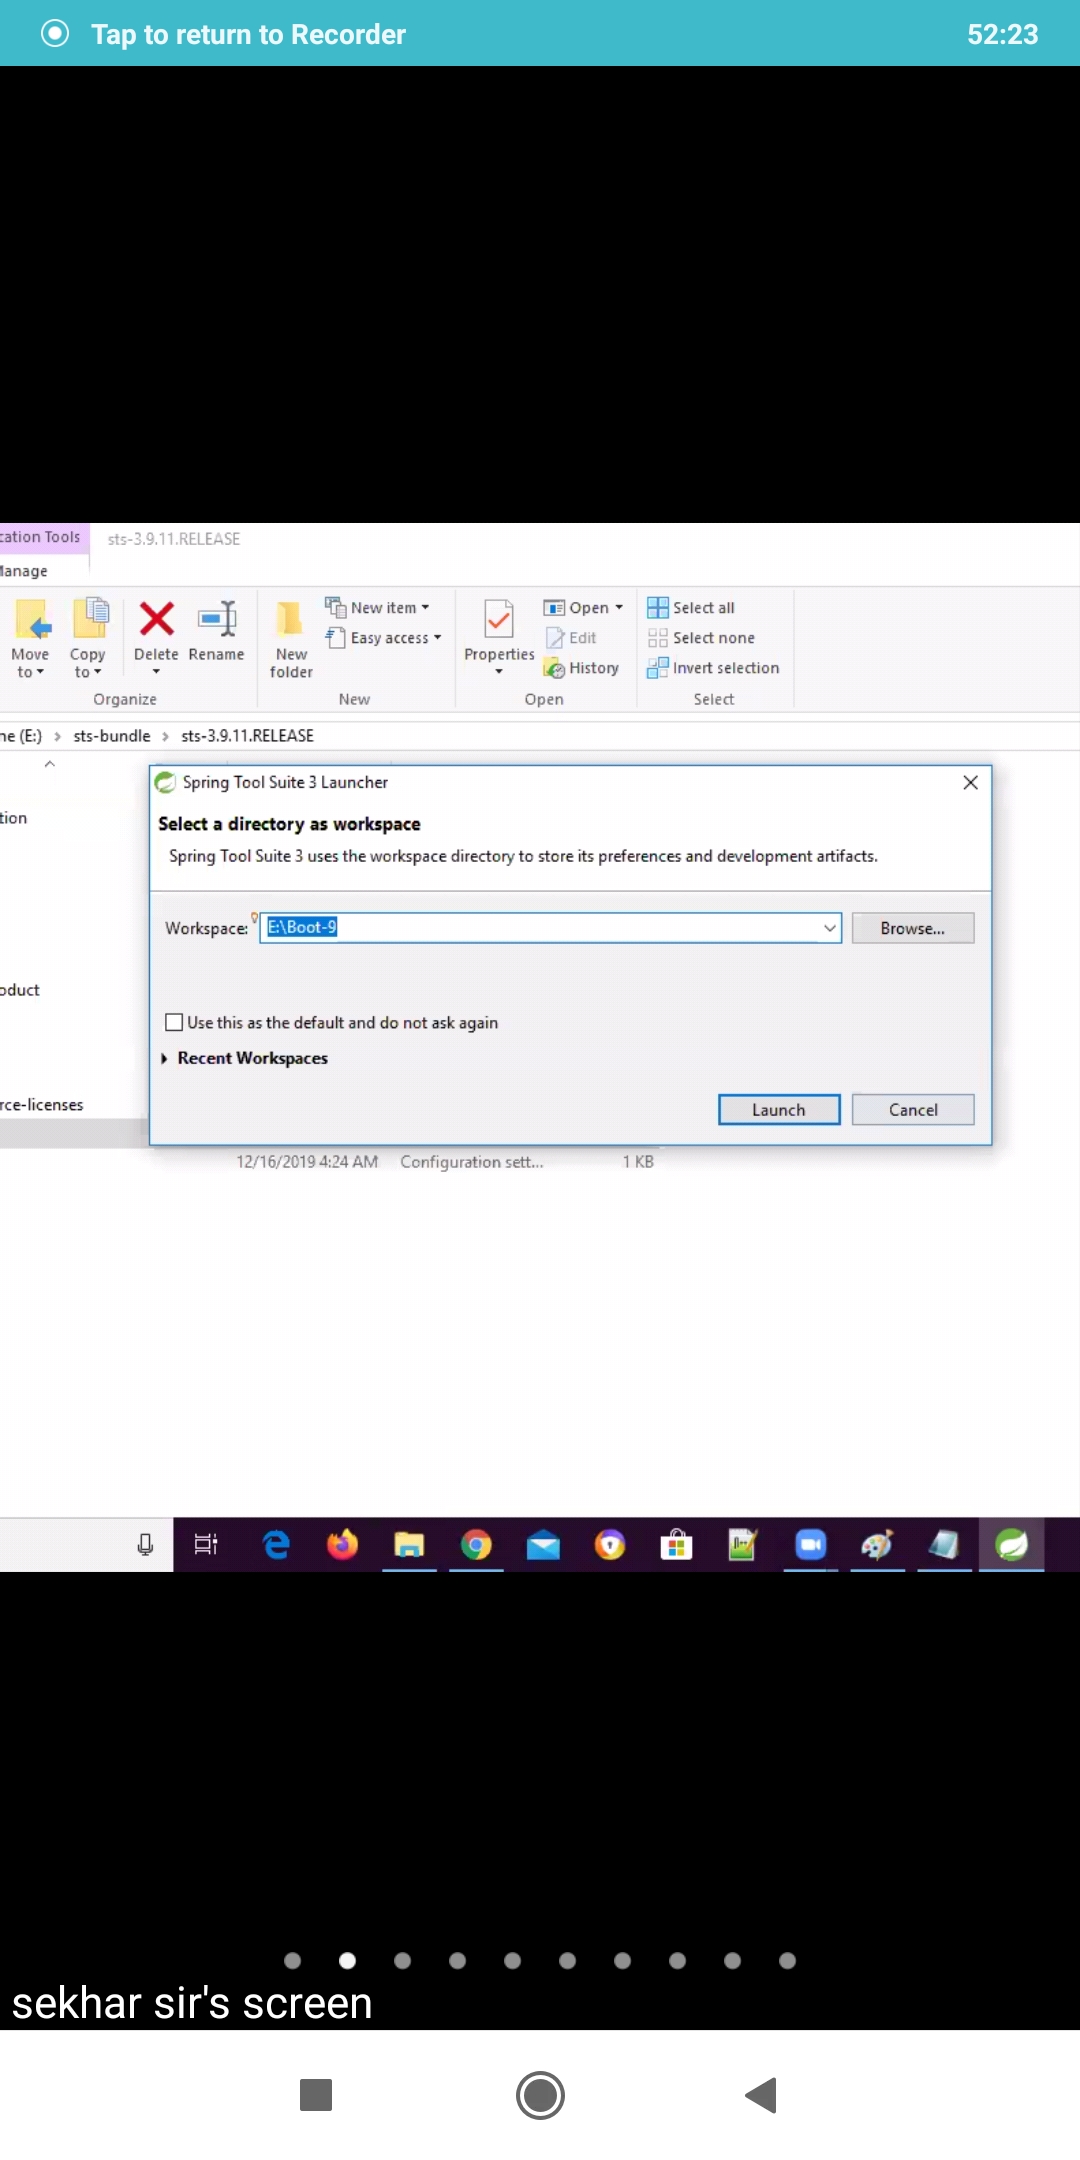 Tap to return to Recorder 52:23
cation Tools sts-3.9.11.RELEASE
Manage
Move to Copy to Delete Rename New folder New item Easy access Properties Open Edit History Select all Select none Invert selection
Organize New Open Select
ne (E:) > sts-bundle > sts-3.9.11.RELEASE
Spring Tool Suite 3 Launcher
tion
Select a directory as workspace
Spring Tool Suite 3 uses the workspace directory to store its preferences and development artifacts.
Workspace: E:\Boot-9 Browse...
oduct
Use this as the default and do not ask again
Recent Workspaces
rce-licenses
Launch Cancel
12/16/2019 4:24 AM Configuration sett... 1 KB
sekhar sir's screen